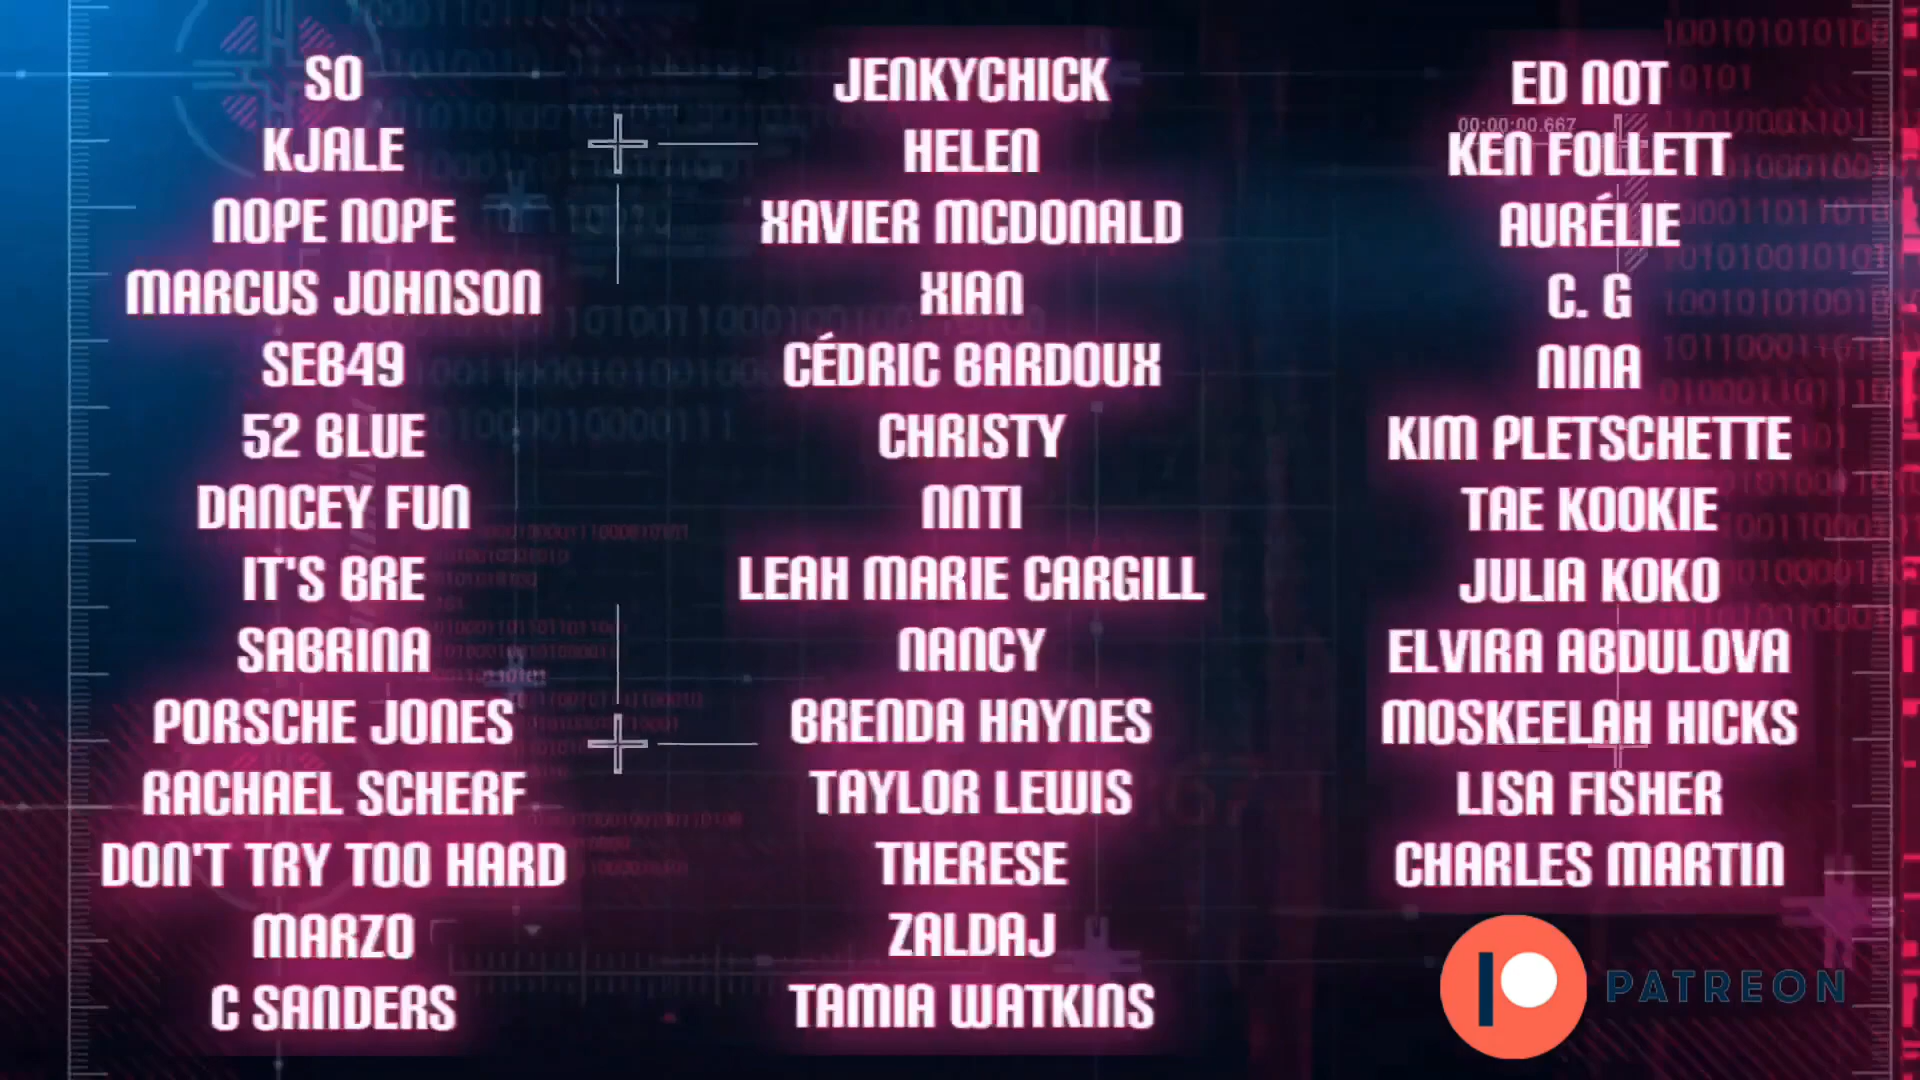 SO
KJALE
NOPE NOPE
MARCUS JOHNSON
SEB49
52 BLUE
DANCEY FUN
IT'S BRE
SABRINA
PORSCHE JONES
RACHAEL SCHERF
DON'T TRY TOO HARD
MARZO
C SANDERS
JENKYCHICK
HELEN
XAVIER MCDONALD
XIAN
CÉDRIC BARDOUX
CHRISTY
NNTI
LEAH MARIE CARGILL
NANCY
BRENDA HAYNES
TAYLOR LEWIS
THERESE
ZALDAJ
TAMIA WATKINS
ED NOT
00:00:00.667
KEN FOLLETT
AURÉLIE
C. G
NINA
KIM PLETSCHETTE
TAE KOOKIE
JULIA KOKO
ELVIRA ABDULOVA
MOSKEELAH HICKS
LISA FISHER
CHARLES MARTIN
PATREON